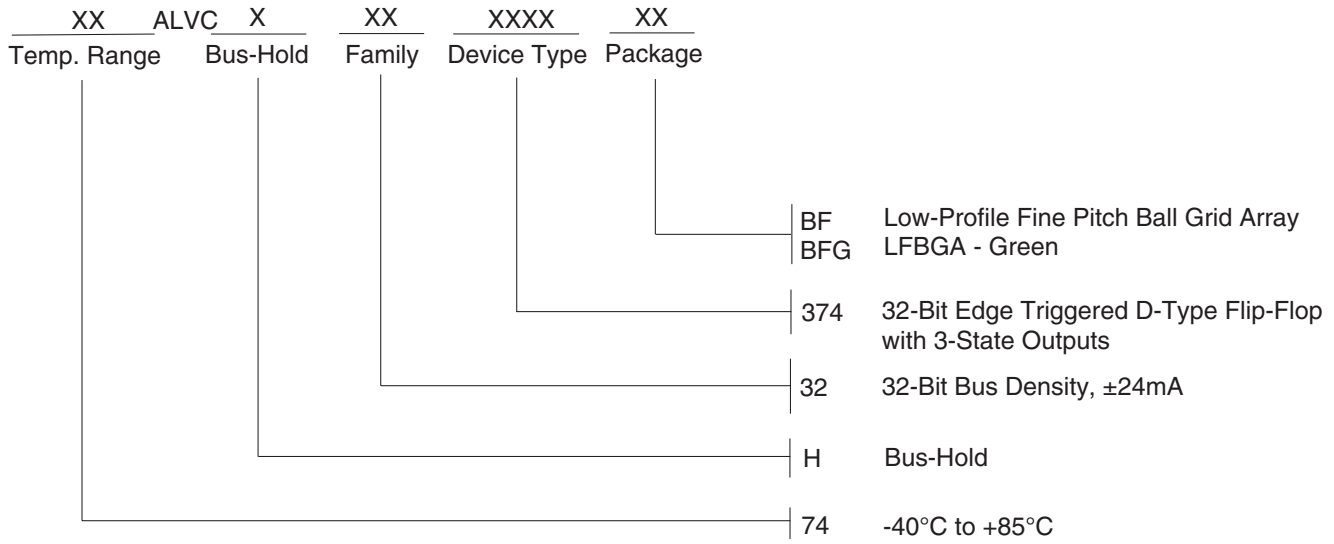 XX ALVC X XX XXXX XX
Temp. Range Bus-Hold Family Device Type Package
BF Low-Profile Fine Pitch Ball Grid Array
BFG LFBGA - Green
374 32-Bit Edge Triggered D-Type Flip-Flop
with 3-State Outputs
32 32-Bit Bus Density, ±24mA
H Bus-Hold
74 -40°C to +85°C